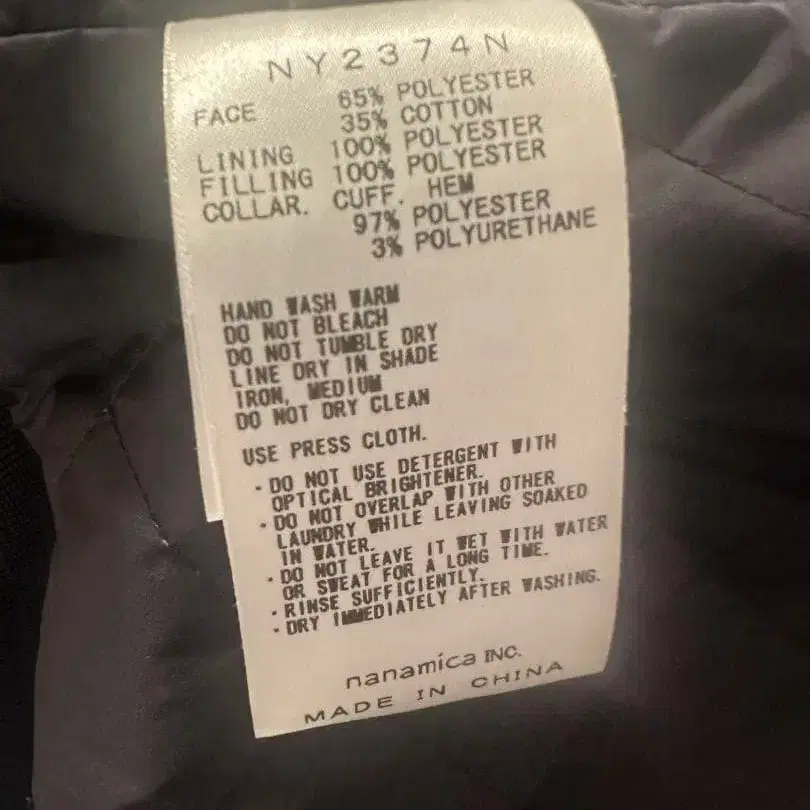 NY2374N
FACE 65% POLYESTER
35% COTTON
LINING 100% POLYESTER
FILLING 100% POLYESTER
COLLAR. CUFF. HEM
97% POLYESTER
3% POLYURETHANE
HAND WASH WARM
DO NOT BLEACH
DO NOT TUMBLE DRY
LINE DRY IN SHADE
IRON, MEDIUM
DO NOT DRY CLEAN
USE PRESS CLOTH.
・DO NOT USE DETERGENT WITH
OPTICAL BRIGHTENER.
・DO NOT OVERLAP WITH OTHER
LAUNDRY WHILE LEAVING SOAKED
IN WATER.
・DO NOT LEAVE IT WET WITH WATER
OR SWEAT FOR A LONG TIME.
・RINSE SUFFICIENTLY.
・DRY IMMEDIATELY AFTER WASHING.
nanamica INC.
MADE IN CHINA